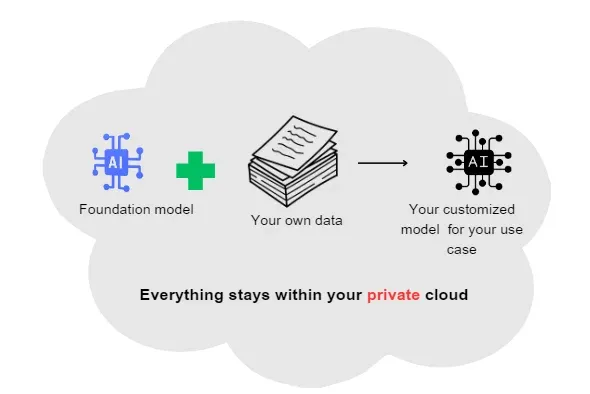 AI
AI
Foundation model
Your own data
Your customized
model for your use
case
Everything stays within your private cloud